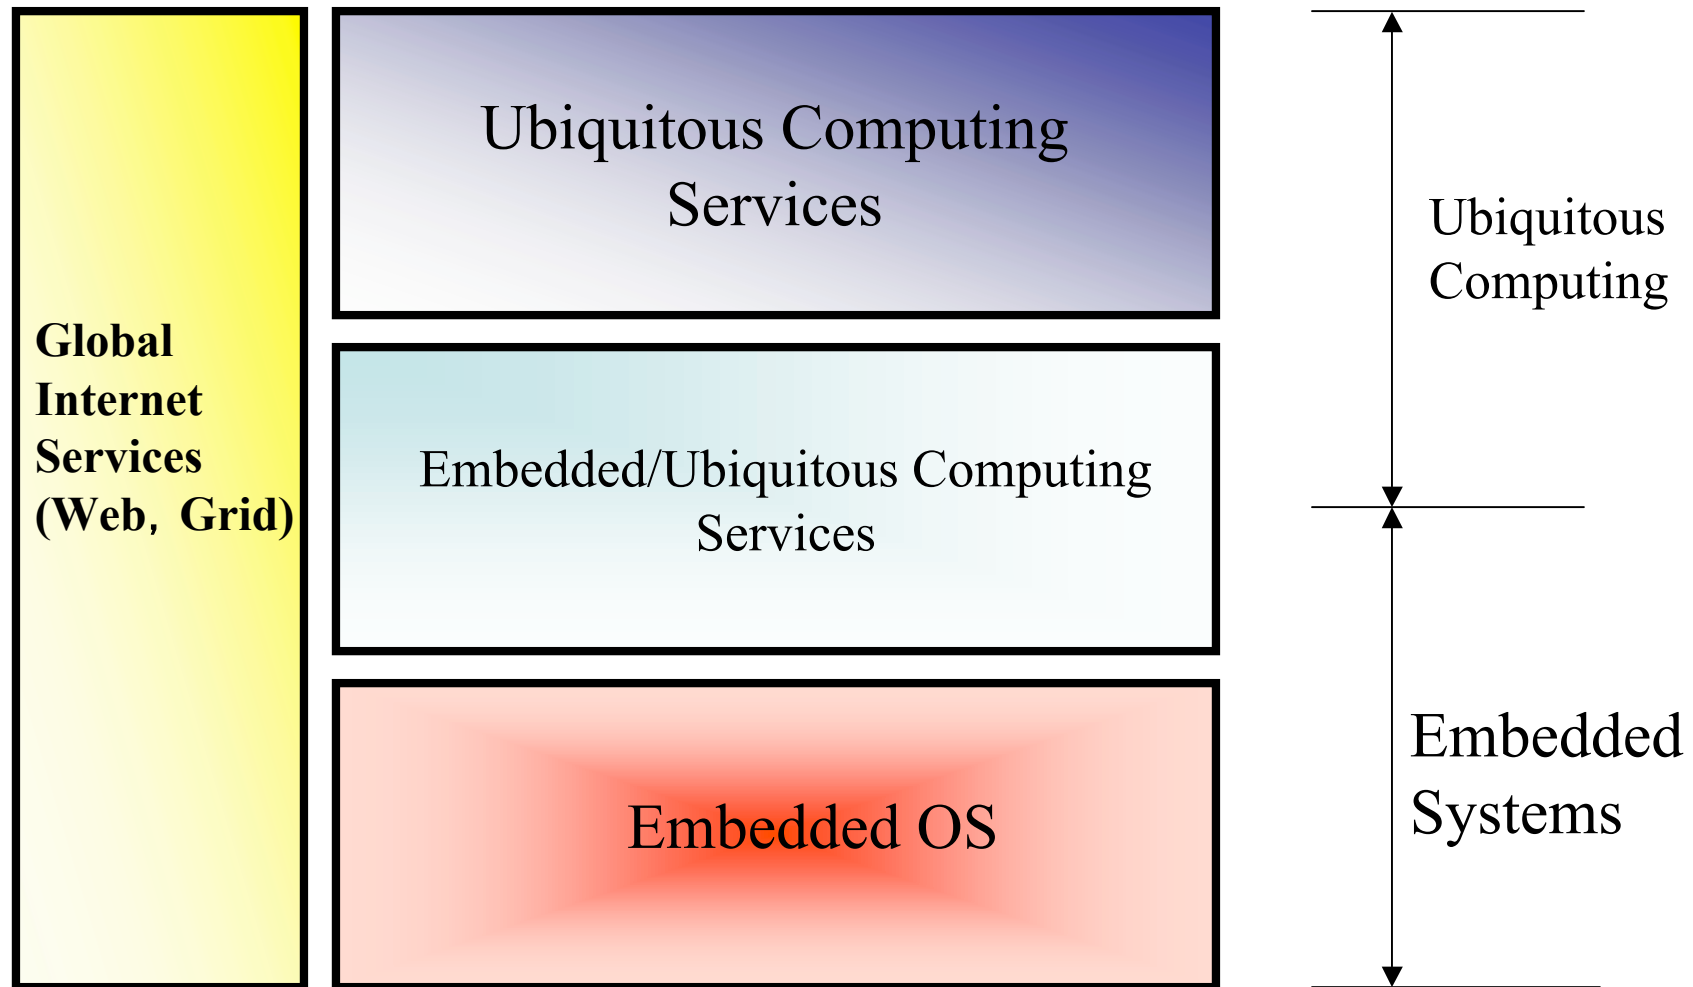 Global
Internet
Services
(Web, Grid)
Ubiquitous Computing
Services
Embedded/Ubiquitous Computing
Services
Embedded OS
Ubiquitous
Computing
Embedded
Systems